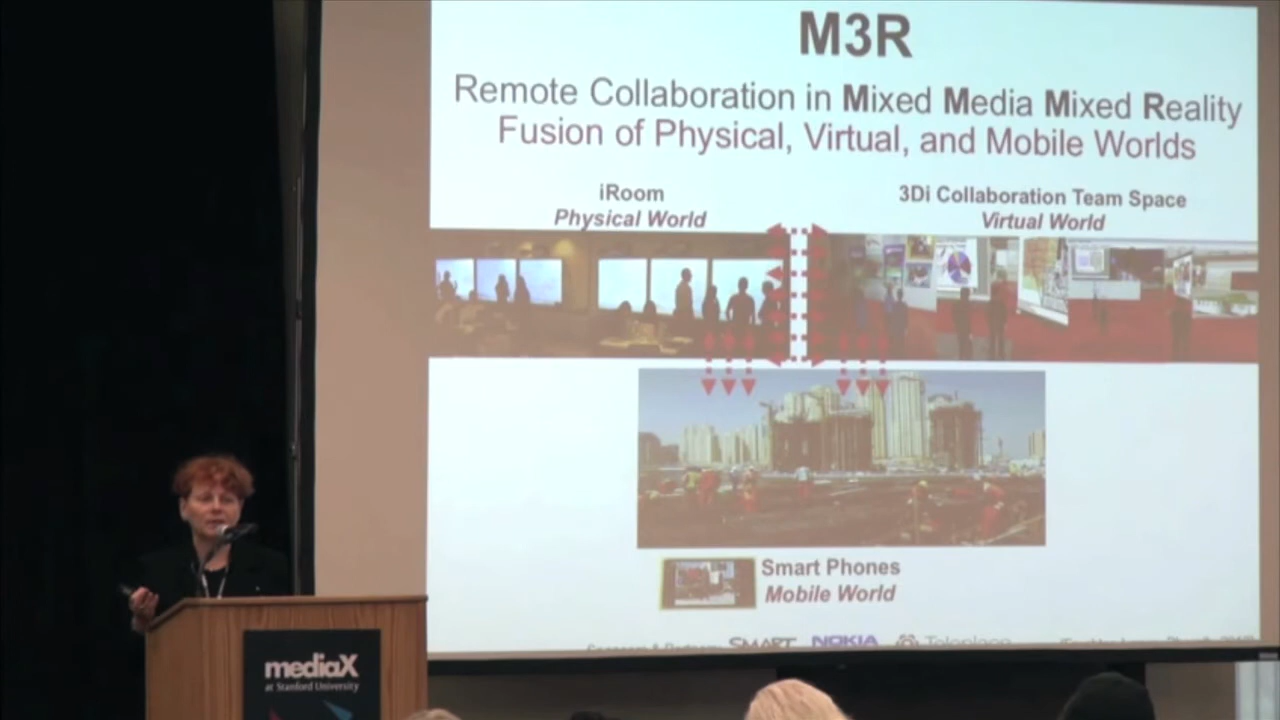 M3R
Remote Collaboration in Mixed Media Mixed Reality
Fusion of Physical, Virtual, and Mobile Worlds
iRoom
Physical World
3Di Collaboration Team Space
Virtual World
Smart Phones
Mobile World
SMART NOKIA Teleplace
mediaX
at Stanford University